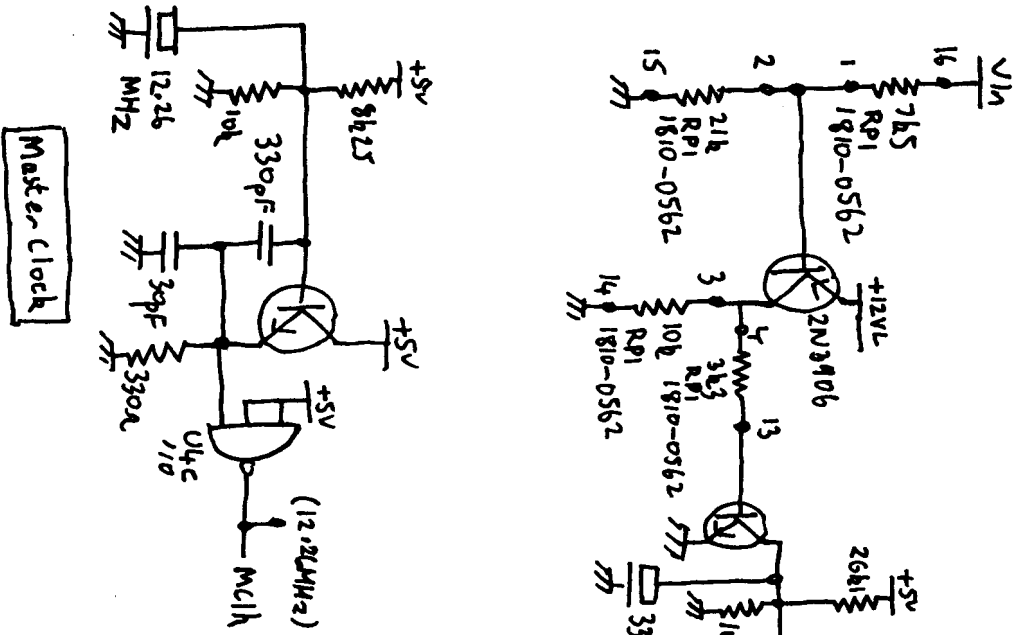 Vin
16
7k5
RP1
1810-0562
1
2
21k
RP1
1810-0562
15
+12VL
2N3906
3
10k
RP1
1810-0562
14
4
3k3
RP1
1810-0562
13
+5V
26k1
+5V
8k25
10k
12.26
MHz
330pF
+5V
30pF
330Ω
+5V
U4C
'10
(12.26MHz)
MClk
Master Clock